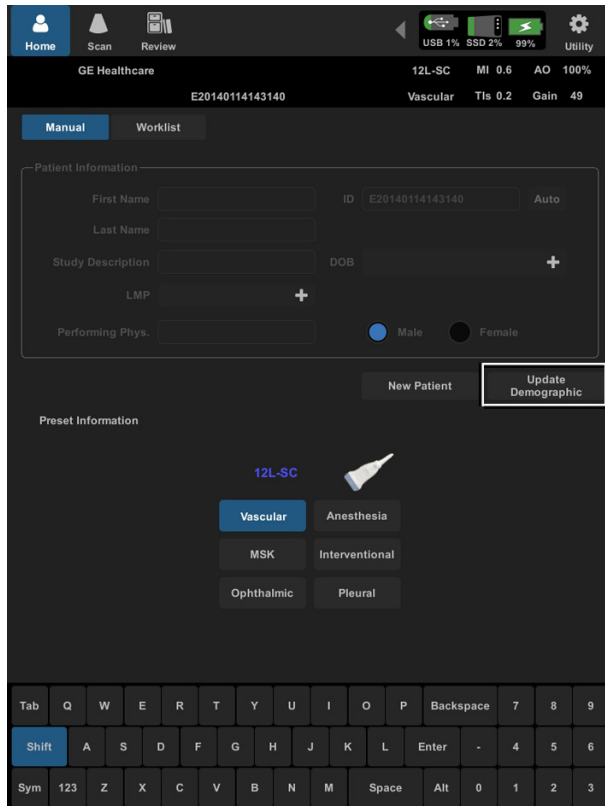 Home Scan Review USB 1% SSD 2% 99% Utility
GE Healthcare 12L-SC MI 0.6 AO 100%
E20140114143140 Vascular TIs 0.2 Gain 49
Manual Worklist
Patient Information
First Name ID E20140114143140 Auto
Last Name
Study Description DOB +
LMP +
Performing Phys. Male Female
New Patient Update
Demographic
Preset Information
12L-SC
Vascular Anesthesia
MSK Interventional
Ophthalmic Pleural
Tab Q W E R T Y U I O P Backspace 7 8 9
Shift A S D F G H J K L Enter - 4 5 6
Sym 123 Z X C V B N M Space Alt 0 1 2 3